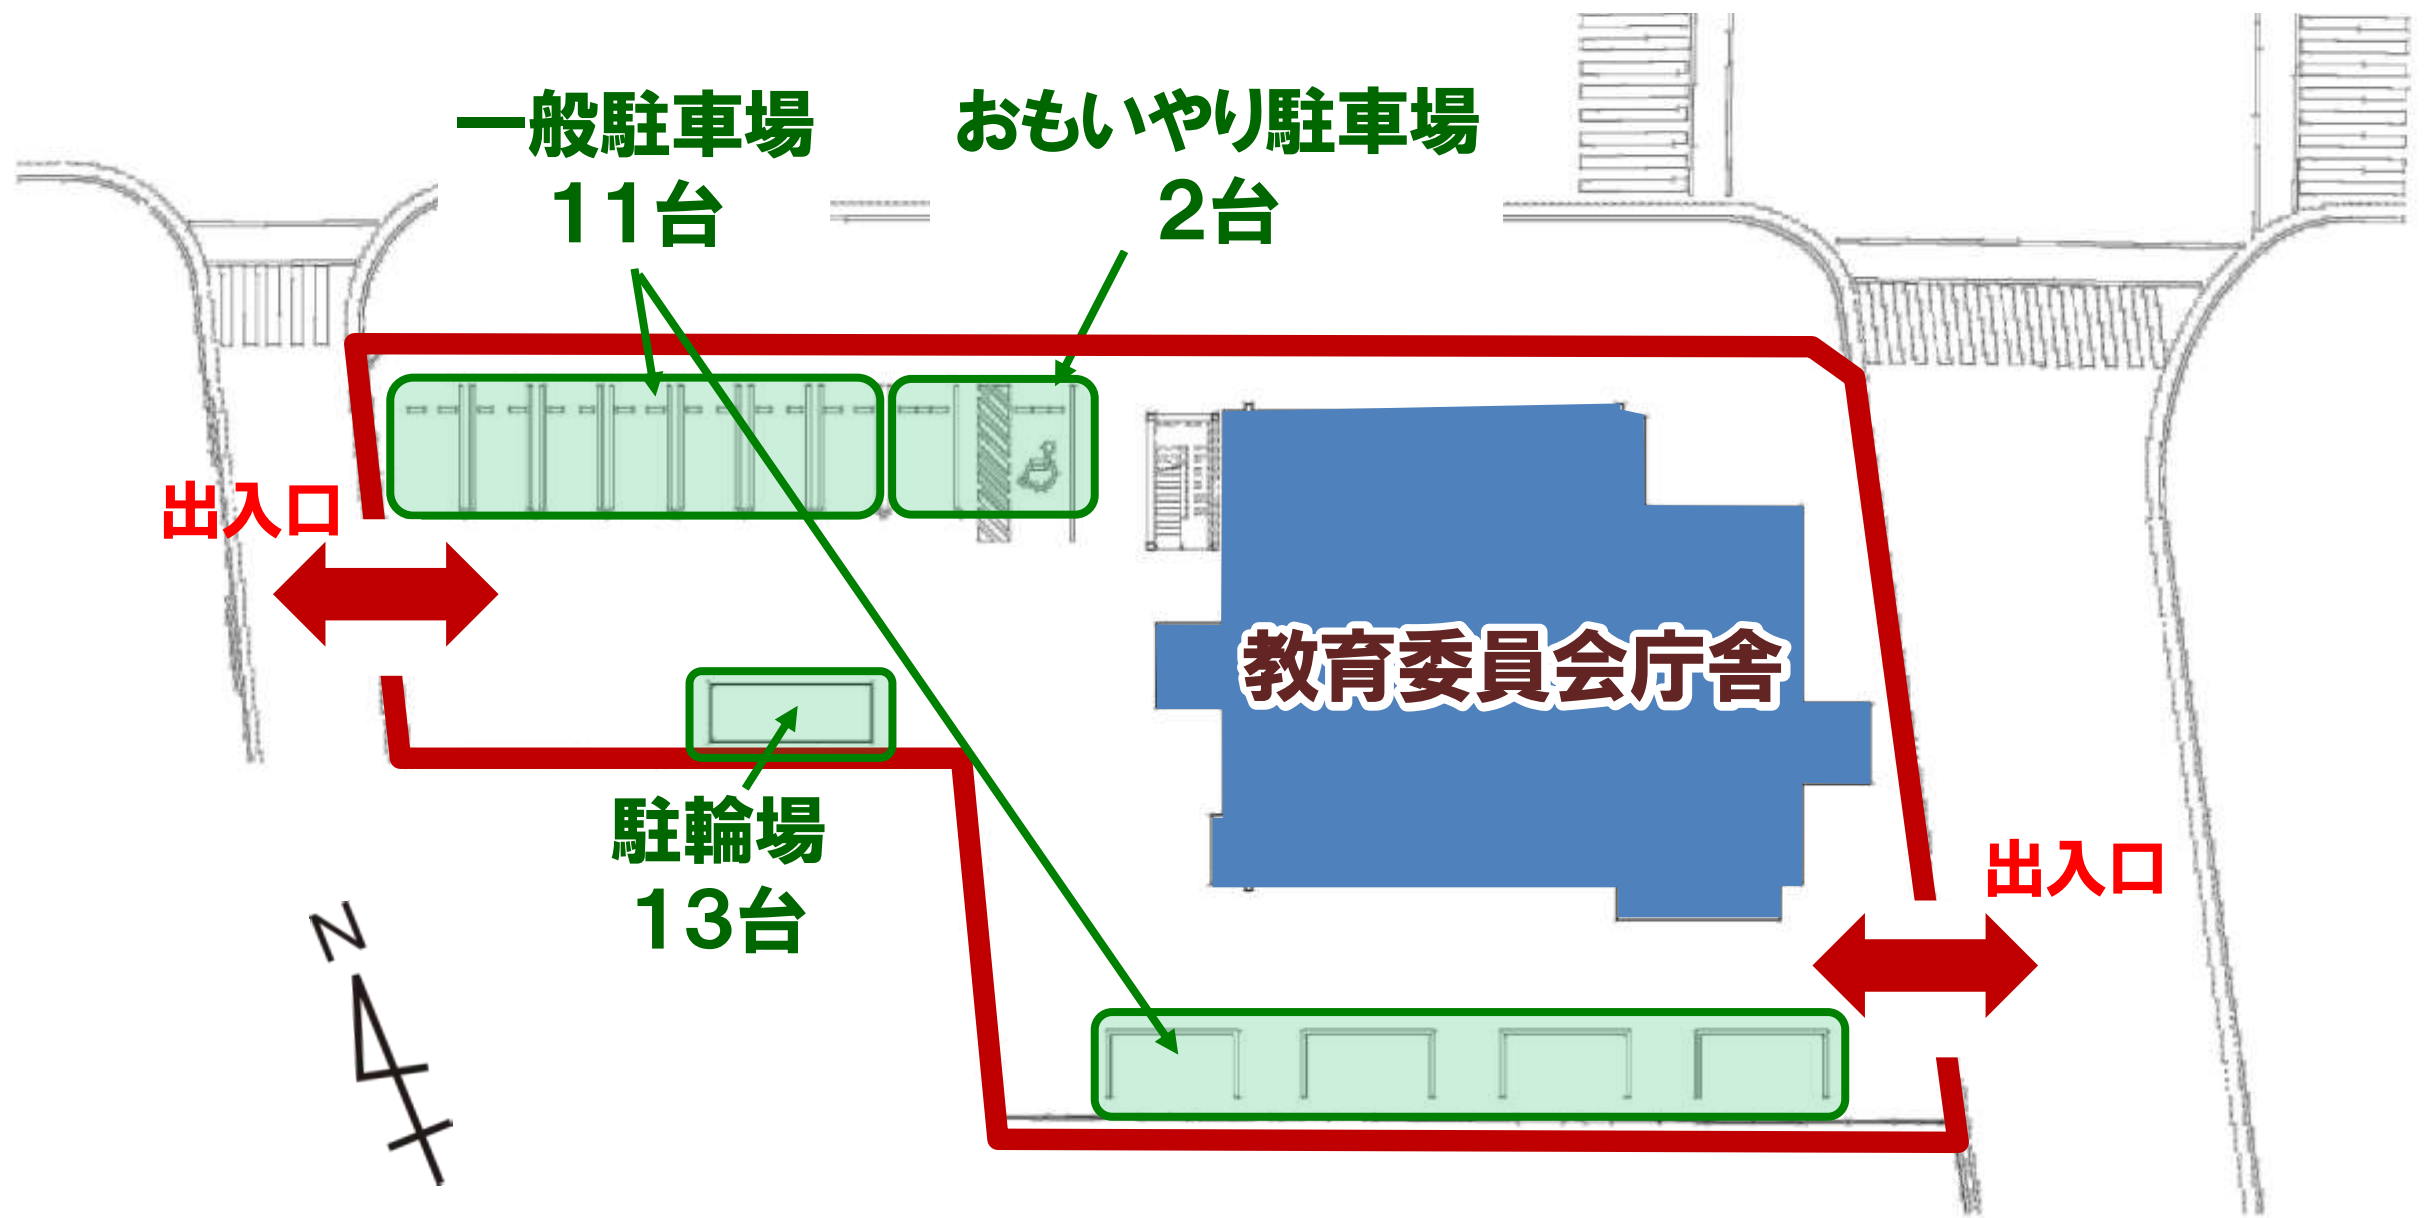 一般駐車場
11台
おもいやり駐車場
2台
出入口
教育委員会庁舎
駐輪場
13台
出入口
N